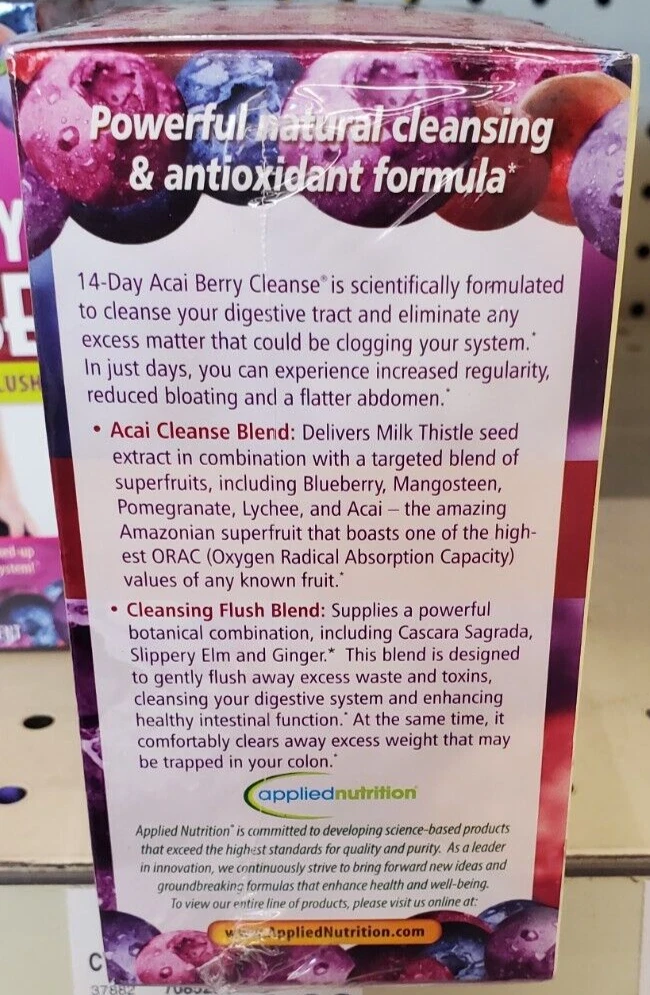 Powerful natural cleansing
& antioxidant formula*
14-Day Acai Berry Cleanse® is scientifically formulated
to cleanse your digestive tract and eliminate any
excess matter that could be clogging your system.*
In just days, you can experience increased regularity,
reduced bloating and a flatter abdomen.*
• Acai Cleanse Blend: Delivers Milk Thistle seed
extract in combination with a targeted blend of
superfruits, including Blueberry, Mangosteen,
Pomegranate, Lychee, and Acai – the amazing
Amazonian superfruit that boasts one of the high-
est ORAC (Oxygen Radical Absorption Capacity)
values of any known fruit.*
• Cleansing Flush Blend: Supplies a powerful
botanical combination, including Cascara Sagrada,
Slippery Elm and Ginger.* This blend is designed
to gently flush away excess waste and toxins,
cleansing your digestive system and enhancing
healthy intestinal function.* At the same time, it
comfortably clears away excess weight that may
be trapped in your colon.*
appliednutrition®
Applied Nutrition® is committed to developing science-based products
that exceed the highest standards for quality and purity. As a leader
in innovation, we continuously strive to bring forward new ideas and
groundbreaking formulas that enhance health and well-being.
To view our entire line of products, please visit us online at:
www.AppliedNutrition.com
C
37882